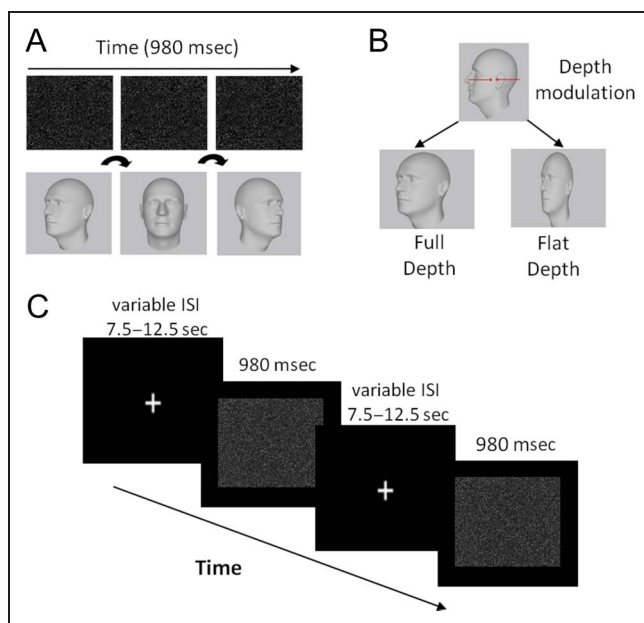 A
Time (980 msec)
B
Depth
modulation
Full
Depth
Flat
Depth
C
variable ISI
7.5–12.5 sec
980 msec
variable ISI
7.5–12.5 sec
980 msec
Time